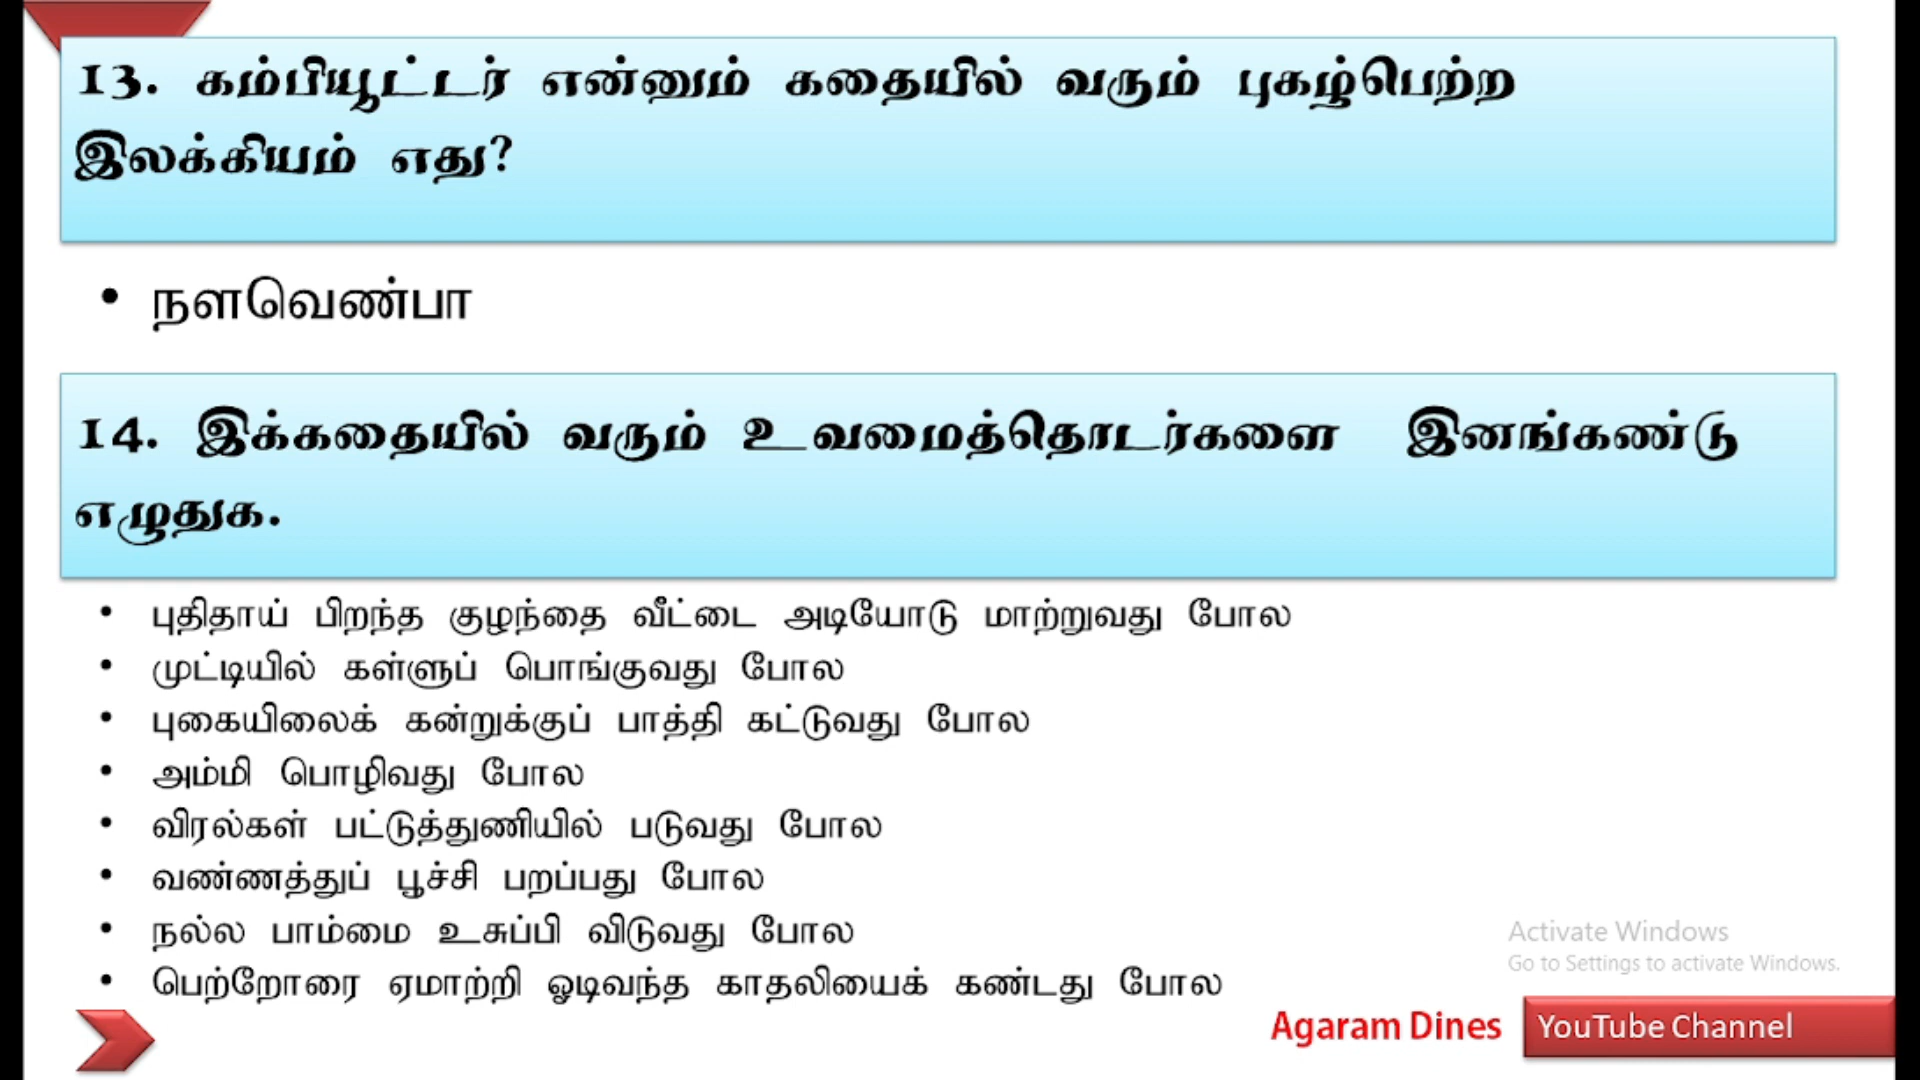 13. கம்பியூட்டர் என்னும் கதையில் வரும் புகழ்பெற்ற
இலக்கியம் எது?
• நளவெண்பா
14. இக்கதையில் வரும் உவமைத்தொடர்களை இனங்கண்டு
எழுதுக.
• புதிதாய் பிறந்த குழந்தை வீட்டை அடியோடு மாற்றுவது போல
• முட்டியில் கள்ளுப் பொங்குவது போல
• புகையிலைக் கன்றுக்குப் பாத்தி கட்டுவது போல
• அம்மி பொழிவது போல
• விரல்கள் பட்டுத்துணியில் படுவது போல
• வண்ணத்துப் பூச்சி பறப்பது போல
• நல்ல பாம்மை உசுப்பி விடுவது போல
• பெற்றோரை ஏமாற்றி ஓடிவந்த காதலியைக் கண்டது போல
Activate Windows
Go to Settings to activate Windows.
Agaram Dines YouTube Channel